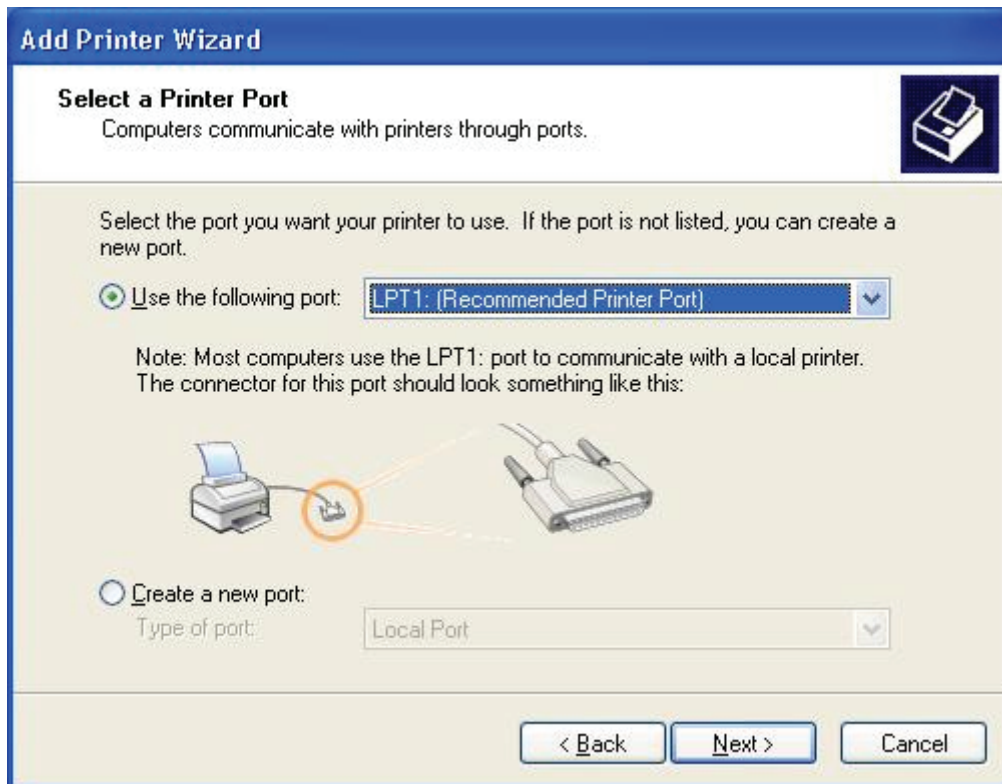 Add Printer Wizard
Select a Printer Port
Computers communicate with printers through ports.
Select the port you want your printer to use.  If the port is not listed, you can create a
new port.
Use the following port: LPT1: (Recommended Printer Port)
Note: Most computers use the LPT1: port to communicate with a local printer.
The connector for this port should look something like this:
Create a new port:
Type of port: Local Port
< Back Next > Cancel